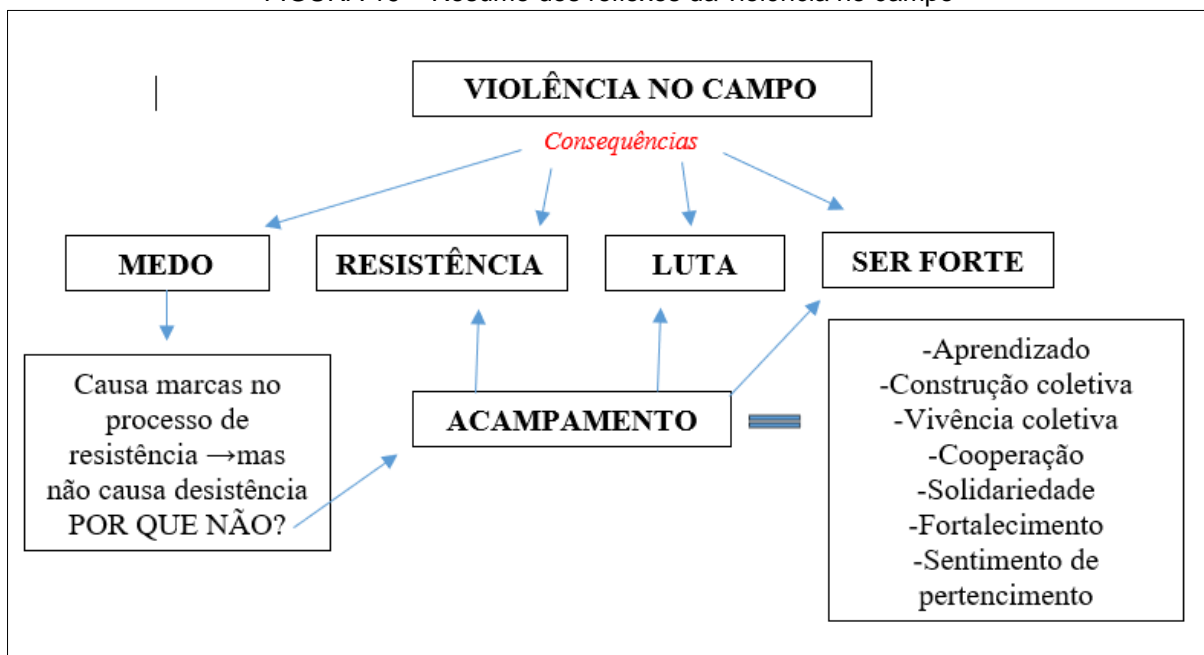 VIOLÊNCIA NO CAMPO
Consequências
MEDO
RESISTÊNCIA
LUTA
SER FORTE
Causa marcas no
processo de
resistência →mas
não causa desistência
POR QUE NÃO?
ACAMPAMENTO
-Aprendizado
-Construção coletiva
-Vivência coletiva
-Cooperação
-Solidariedade
-Fortalecimento
-Sentimento de
pertencimento